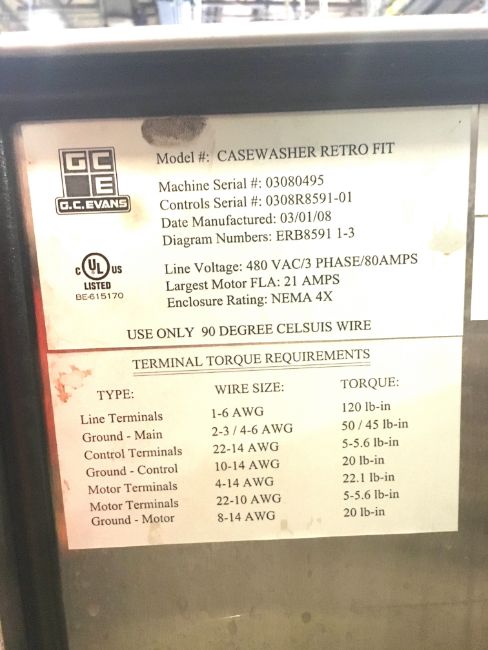 GCE
G.C. EVANS
Model #: CASEWASHER RETRO FIT
Machine Serial #: 03080495
Controls Serial #: 0308R8591-01
Date Manufactured: 03/01/08
Diagram Numbers: ERB8591 1-3
C UL US
LISTED
BE-615170
Line Voltage: 480 VAC/3 PHASE/80AMPS
Largest Motor FLA: 21 AMPS
Enclosure Rating: NEMA 4X
USE ONLY 90 DEGREE CELSUIS WIRE
TERMINAL TORQUE REQUIREMENTS
TYPE: WIRE SIZE: TORQUE:
Line Terminals 1-6 AWG 120 lb-in
Ground - Main 2-3 / 4-6 AWG 50 / 45 lb-in
Control Terminals 22-14 AWG 5-5.6 lb-in
Ground - Control 10-14 AWG 20 lb-in
Motor Terminals 4-14 AWG 22.1 lb-in
Motor Terminals 22-10 AWG 5-5.6 lb-in
Ground - Motor 8-14 AWG 20 lb-in